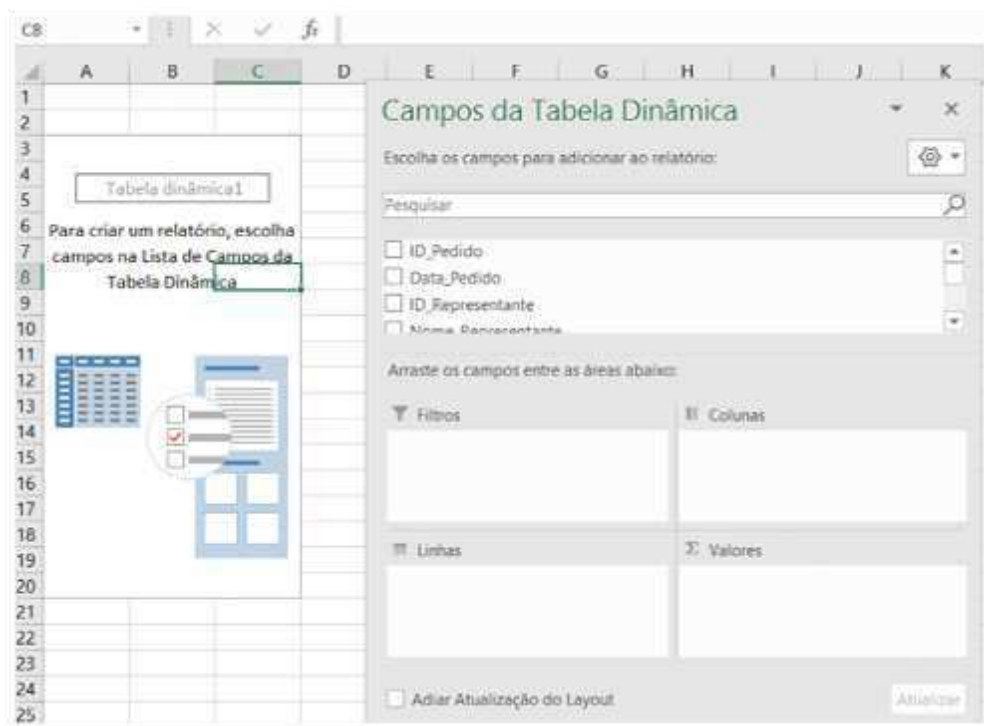 C8
fx
A B C D E F G H I J K
1
2
3
4
5
6
7
8
9
10
11
12
13
14
15
16
17
18
19
20
21
22
23
24
25
Tabela dinâmica1
Para criar um relatório, escolha
campos na Lista de Campos da
Tabela Dinâmica
Campos da Tabela Dinâmica
Escolha os campos para adicionar ao relatório:
Pesquisar
ID_Pedido
Data_Pedido
ID_Representante
Nome_Representante
Arraste os campos entre as áreas abaixo:
Filtros
Colunas
Linhas
Σ Valores
Adiar Atualização do Layout
Atualizar